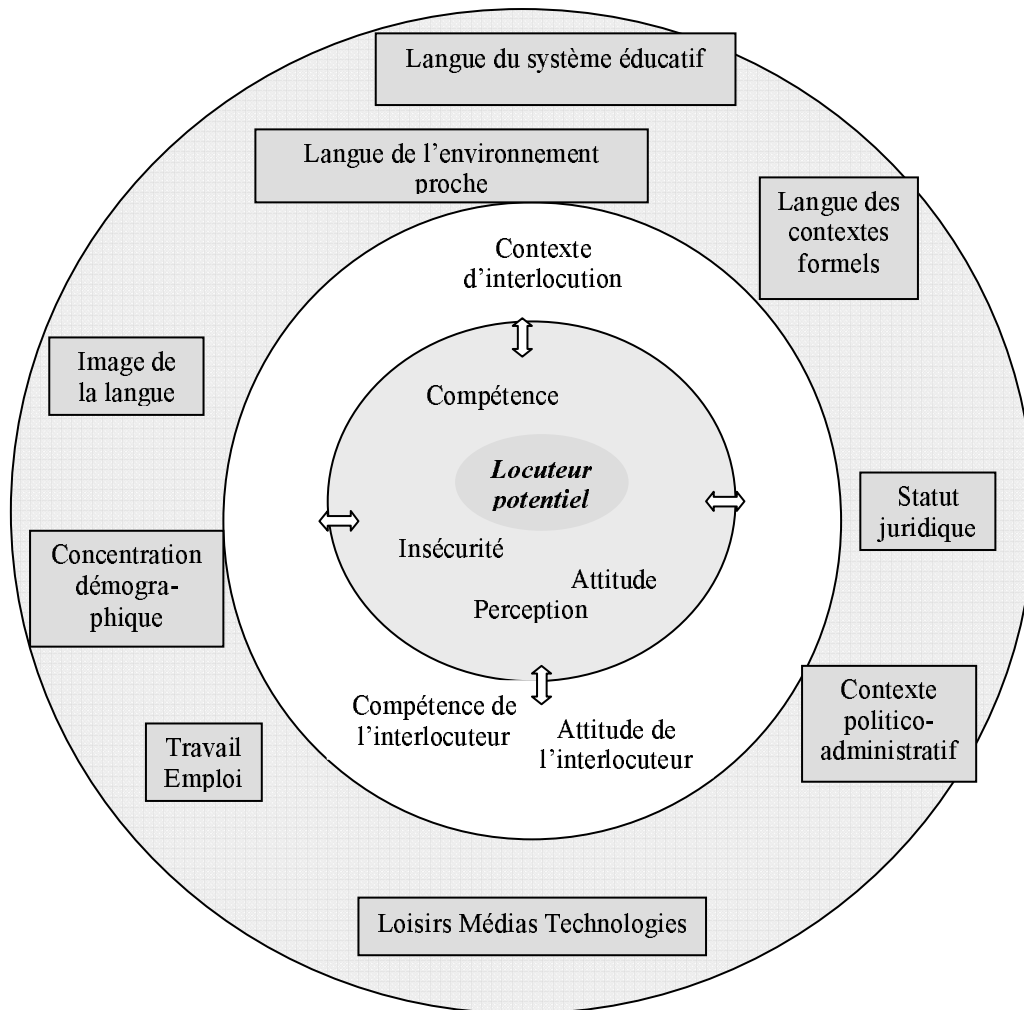 Langue du système éducatif
Langue de l’environnement
proche
Langue des
contextes
formels
Contexte
d’interlocution
Image de
la langue
Compétence
Locuteur
potentiel
Statut
juridique
Insécurité
Attitude
Perception
Concentration
démogra-
phique
Compétence de
l’interlocuteur
Attitude de
l’interlocuteur
Contexte
politico-
administratif
Travail
Emploi
Loisirs Médias Technologies